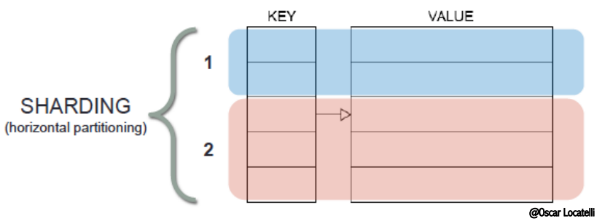 KEY VALUE
1
SHARDING
(horizontal partitioning)
2
@Oscar Locatelli